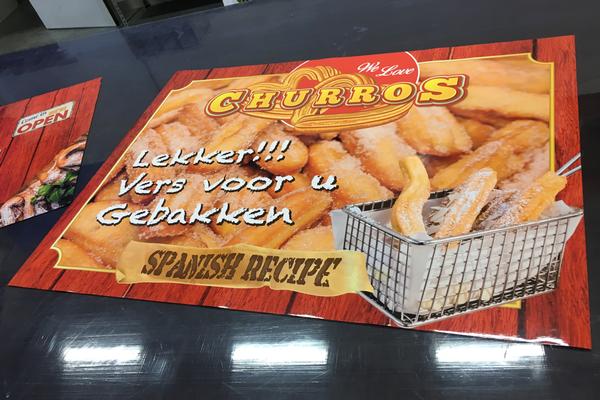 We Love
CHURROS
Lekker!!!
Vers voor u
Gebakken
SPANISH RECIPE
OPEN